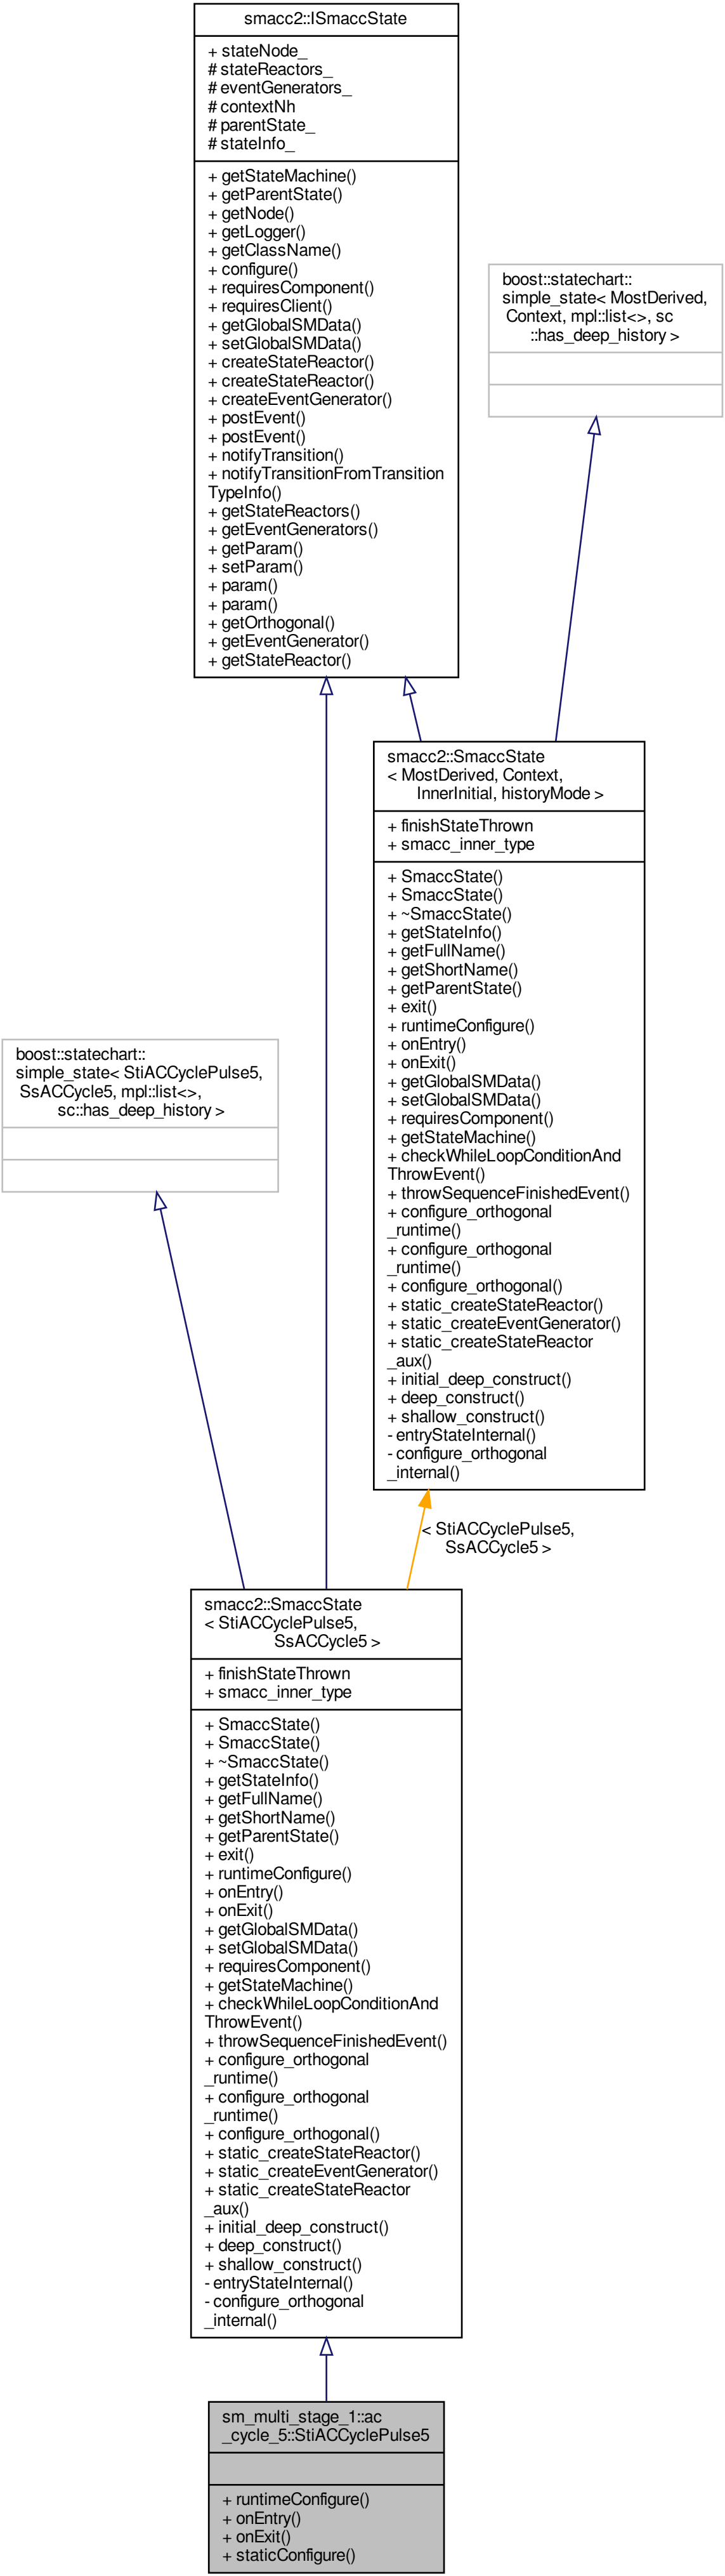 smacc2::ISmaccState
+ stateNode_
# stateReactors_
# eventGenerators_
# contextNh
# parentState_
# stateInfo_
+ getStateMachine()
+ getParentState()
+ getNode()
+ getLogger()
+ getClassName()
+ configure()
+ requiresComponent()
+ requiresClient()
+ getGlobalSMData()
+ setGlobalSMData()
+ createStateReactor()
+ createStateReactor()
+ createEventGenerator()
+ postEvent()
+ postEvent()
+ notifyTransition()
+ notifyTransitionFromTransition
TypeInfo()
+ getStateReactors()
+ getEventGenerators()
+ getParam()
+ setParam()
+ param()
+ param()
+ getOrthogonal()
+ getEventGenerator()
+ getStateReactor()
boost::statechart::
simple_state< MostDerived,
Context, mpl::list<>, sc
::has_deep_history >
smacc2::SmaccState
< MostDerived, Context,
InnerInitial, historyMode >
+ finishStateThrown
+ smacc_inner_type
+ SmaccState()
+ SmaccState()
+ ~SmaccState()
+ getStateInfo()
+ getFullName()
+ getShortName()
+ getParentState()
+ exit()
+ runtimeConfigure()
+ onEntry()
+ onExit()
+ getGlobalSMData()
+ setGlobalSMData()
+ requiresComponent()
+ getStateMachine()
+ checkWhileLoopConditionAnd
ThrowEvent()
+ throwSequenceFinishedEvent()
+ configure_orthogonal
_runtime()
+ configure_orthogonal
_runtime()
+ configure_orthogonal()
+ static_createStateReactor()
+ static_createEventGenerator()
+ static_createStateReactor
_aux()
+ initial_deep_construct()
+ deep_construct()
+ shallow_construct()
- entryStateInternal()
- configure_orthogonal
_internal()
boost::statechart::
simple_state< StiACCyclePulse5,
SsACCycle5, mpl::list<>,
sc::has_deep_history >
< StiACCyclePulse5,
SsACCycle5 >
smacc2::SmaccState
< StiACCyclePulse5,
SsACCycle5 >
+ finishStateThrown
+ smacc_inner_type
+ SmaccState()
+ SmaccState()
+ ~SmaccState()
+ getStateInfo()
+ getFullName()
+ getShortName()
+ getParentState()
+ exit()
+ runtimeConfigure()
+ onEntry()
+ onExit()
+ getGlobalSMData()
+ setGlobalSMData()
+ requiresComponent()
+ getStateMachine()
+ checkWhileLoopConditionAnd
ThrowEvent()
+ throwSequenceFinishedEvent()
+ configure_orthogonal
_runtime()
+ configure_orthogonal
_runtime()
+ configure_orthogonal()
+ static_createStateReactor()
+ static_createEventGenerator()
+ static_createStateReactor
_aux()
+ initial_deep_construct()
+ deep_construct()
+ shallow_construct()
- entryStateInternal()
- configure_orthogonal
_internal()
sm_multi_stage_1::ac
_cycle_5::StiACCyclePulse5
+ runtimeConfigure()
+ onEntry()
+ onExit()
+ staticConfigure()